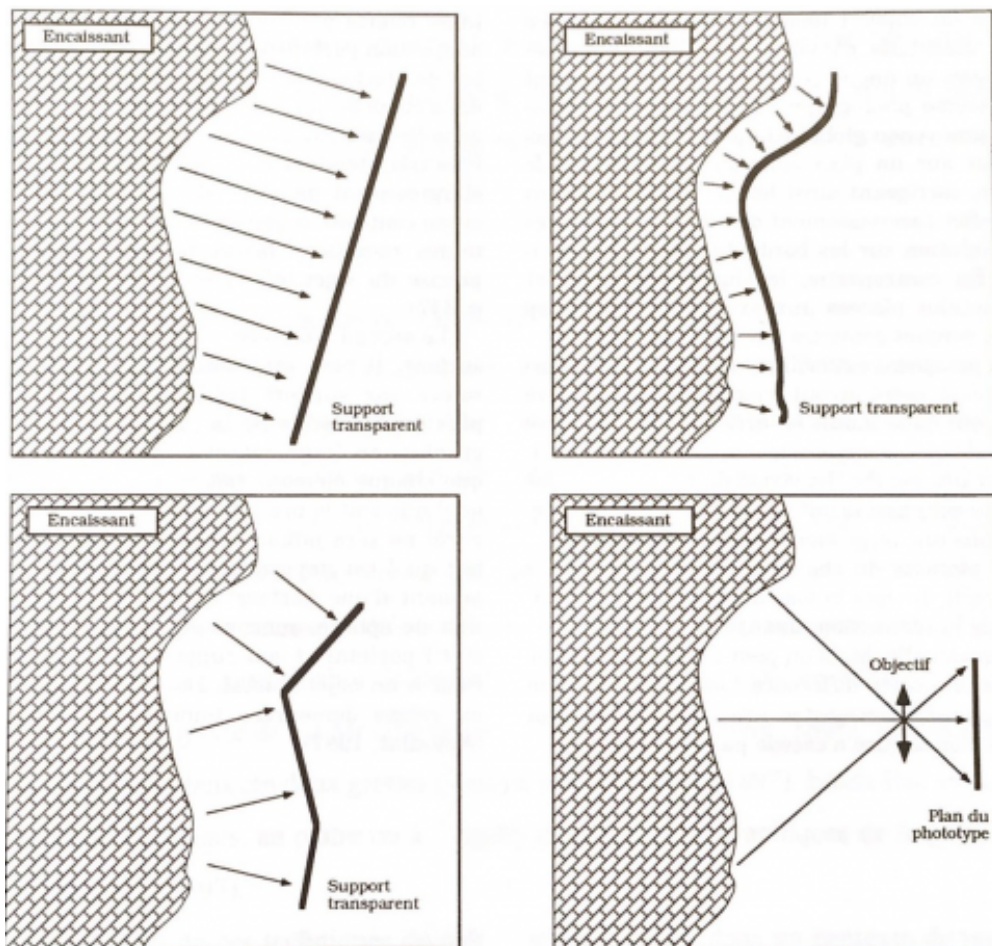 Encaissant
Support
transparent
Encaissant
Support transparent
Encaissant
Support
transparent
Encaissant
Objectif
Plan du
phototype